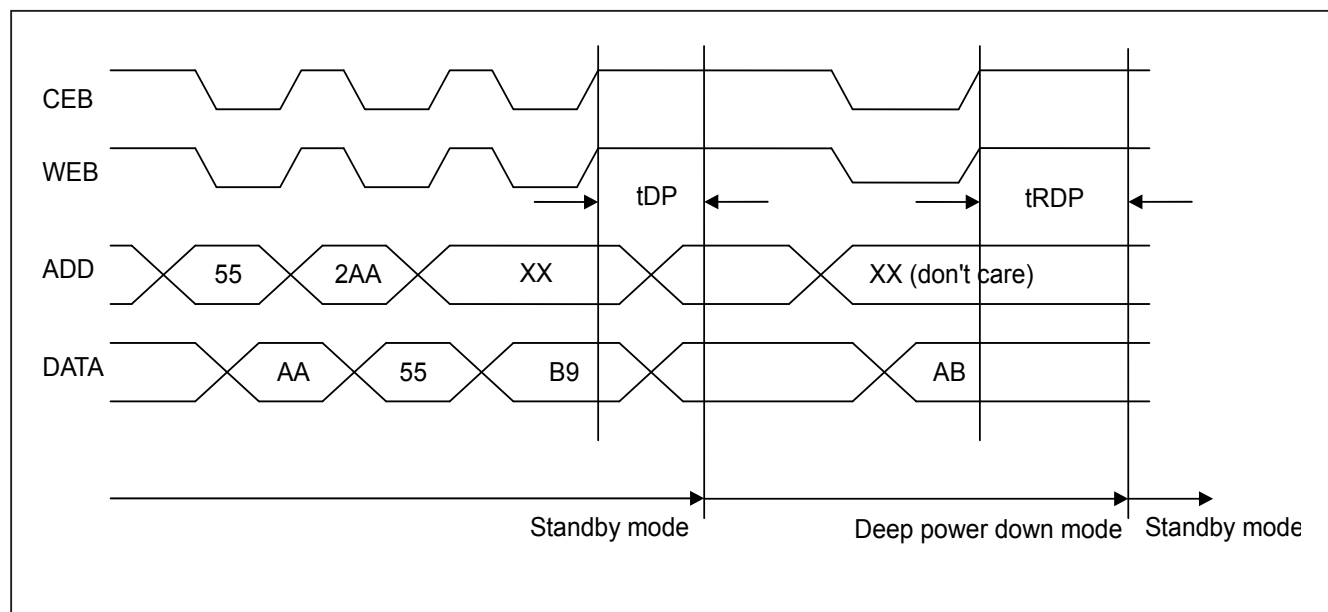 CEB
WEB
tDP
tRDP
ADD
55
2AA
XX
XX (don't care)
DATA
AA
55
B9
AB
Standby mode
Deep power down mode
Standby mode